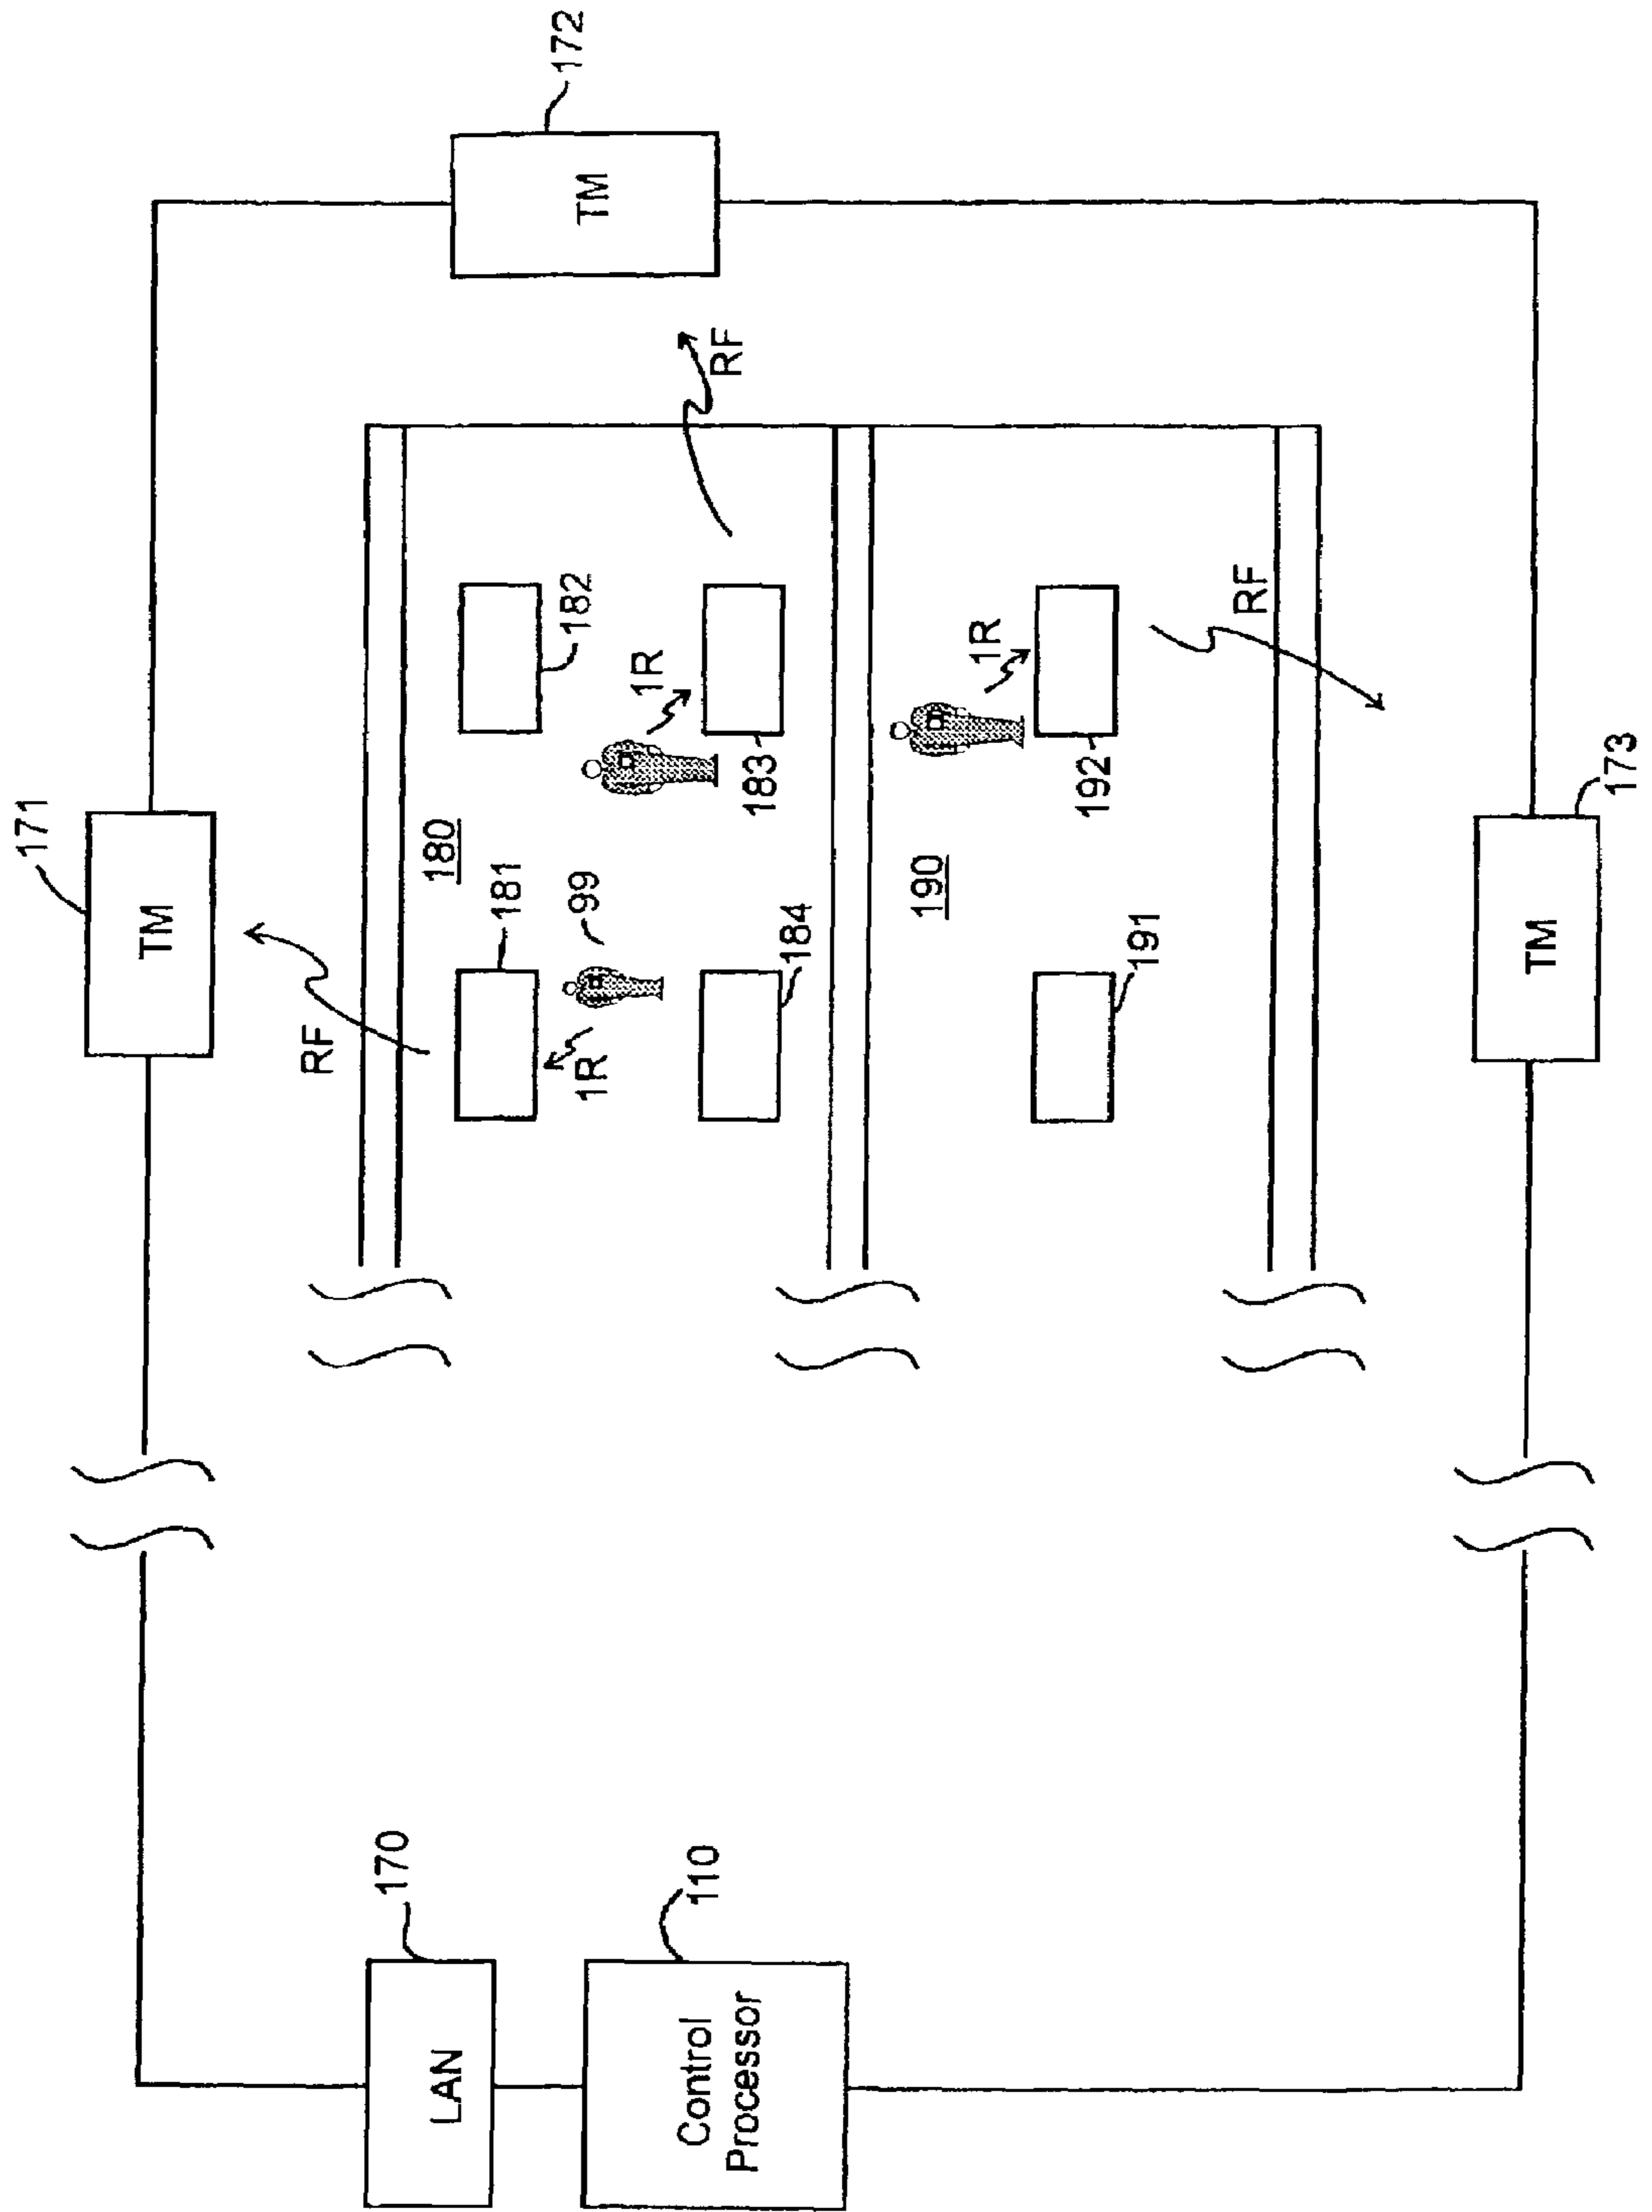 171
TM
172
TM
RF
RF
180
181
182
99
1R
1R
183
184
190
1R
191
192
RF
TM
173
170
LAN
110
Control
Processor